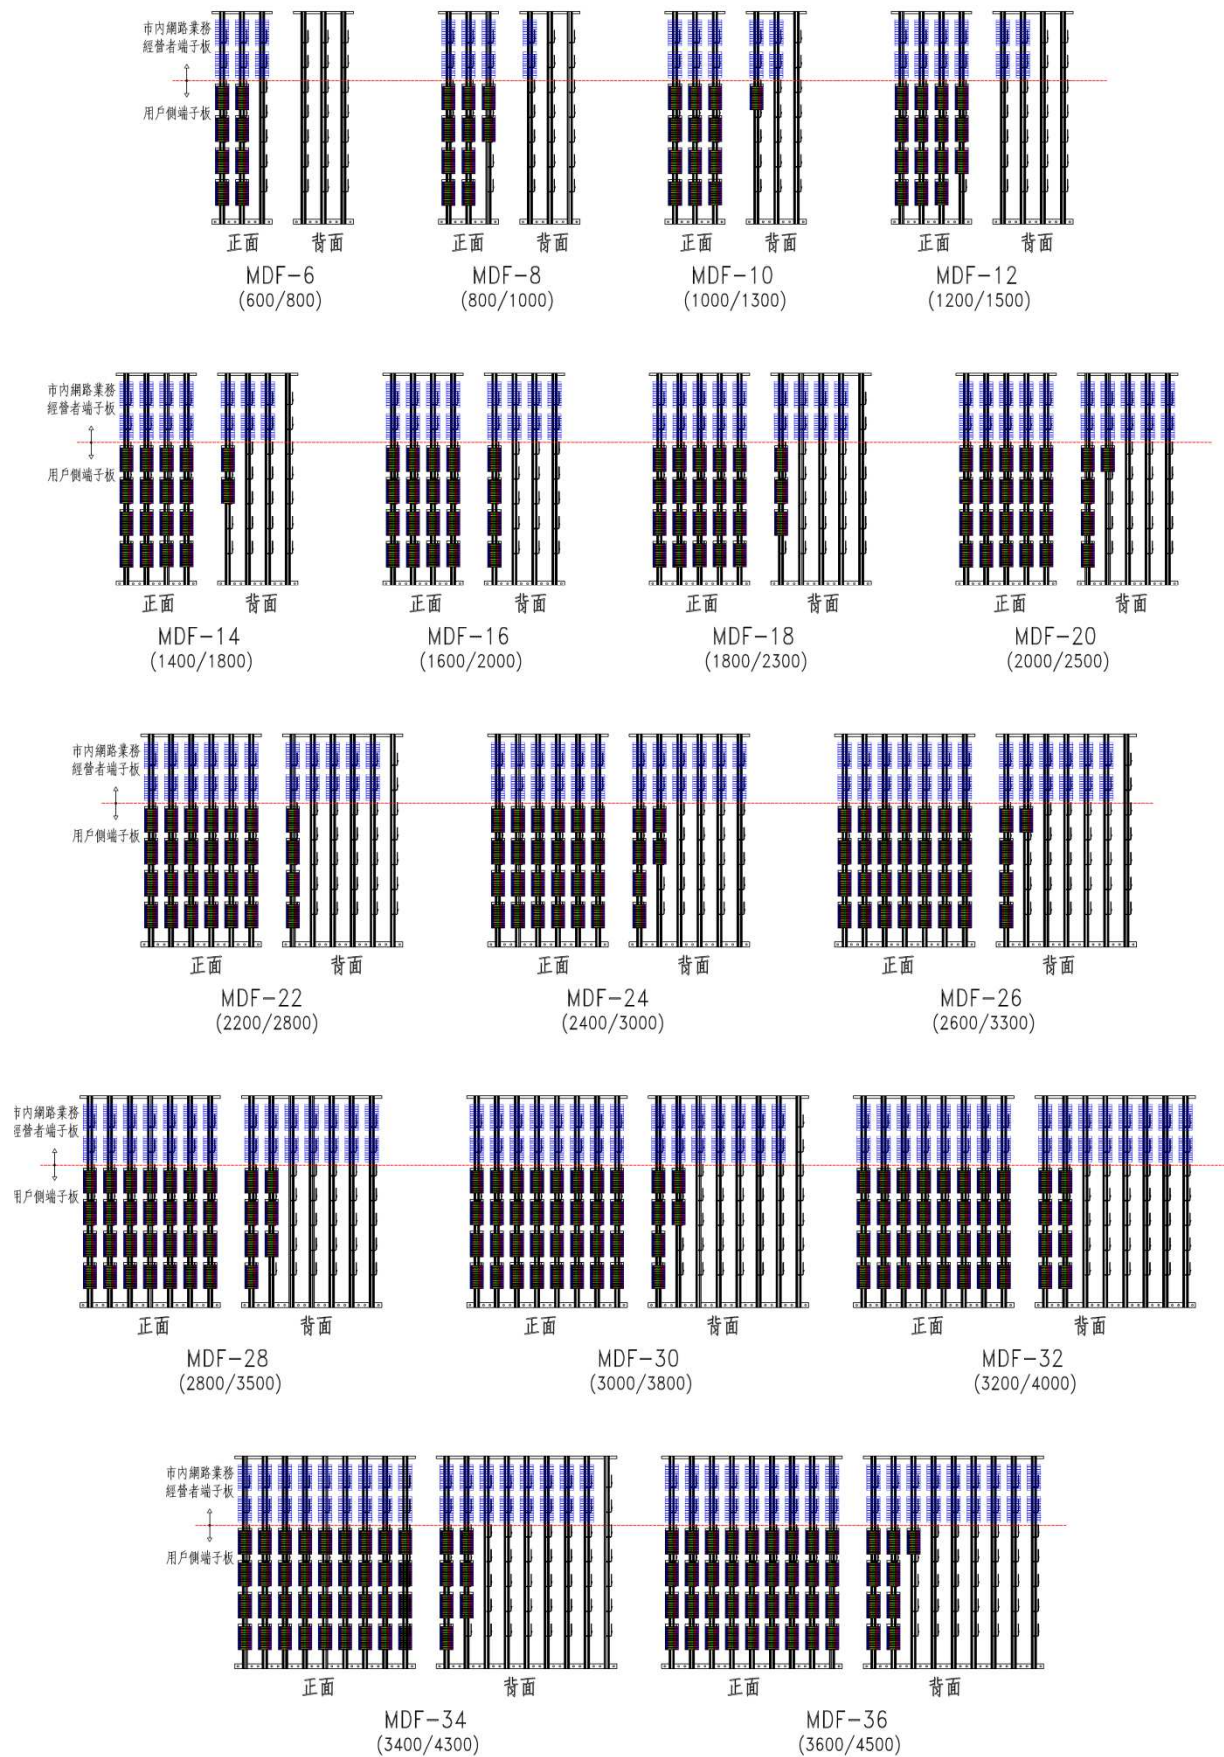 市內網路業務
經營者端子板
用戶側端子板
正面 背面 正面 背面 正面 背面 正面 背面
MDF-6 MDF-8 MDF-10 MDF-12
(600/800) (800/1000) (1000/1300) (1200/1500)
市內網路業務
經營者端子板
用戶側端子板
正面 背面 正面 背面 正面 背面 正面 背面
MDF-14 MDF-16 MDF-18 MDF-20
(1400/1800) (1600/2000) (1800/2300) (2000/2500)
市內網路業務
經營者端子板
用戶側端子板
正面 背面 正面 背面 正面 背面
MDF-22 MDF-24 MDF-26
(2200/2800) (2400/3000) (2600/3300)
市內網路業務
經營者端子板
用戶側端子板
正面 背面 正面 背面 正面 背面
MDF-28 MDF-30 MDF-32
(2800/3500) (3000/3800) (3200/4000)
市內網路業務
經營者端子板
用戶側端子板
正面 背面 正面 背面
MDF-34 MDF-36
(3400/4300) (3600/4500)